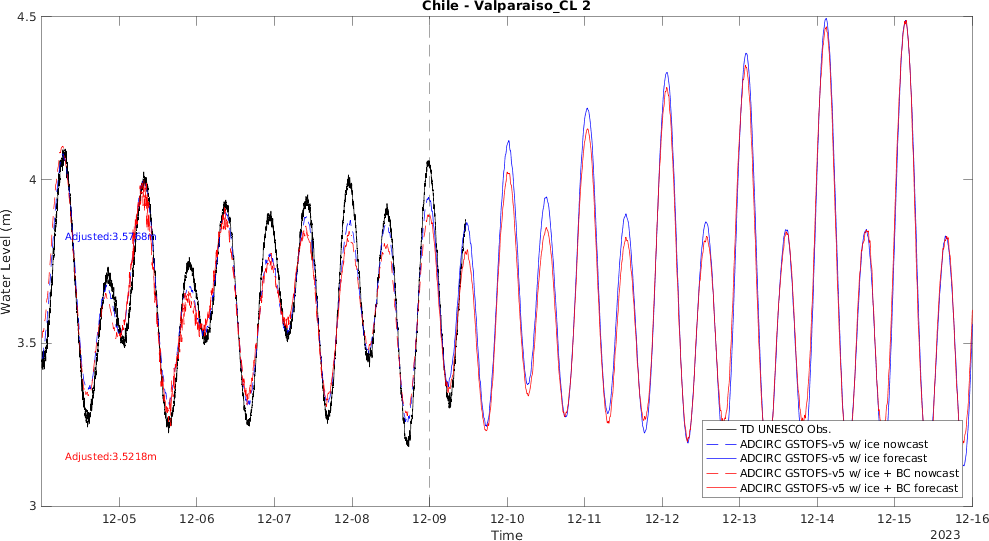 Chile - Valparaiso_CL 2
4.5
4
3.5
3
Water Level (m)
Adjusted:3.5768m
Adjusted:3.5218m
TD UNESCO Obs.
ADCIRC GSTOFS-v5 w/ ice nowcast
ADCIRC GSTOFS-v5 w/ ice forecast
ADCIRC GSTOFS-v5 w/ ice + BC nowcast
ADCIRC GSTOFS-v5 w/ ice + BC forecast
12-05 12-06 12-07 12-08 12-09 12-10 12-11 12-12 12-13 12-14 12-15 12-16
Time
2023